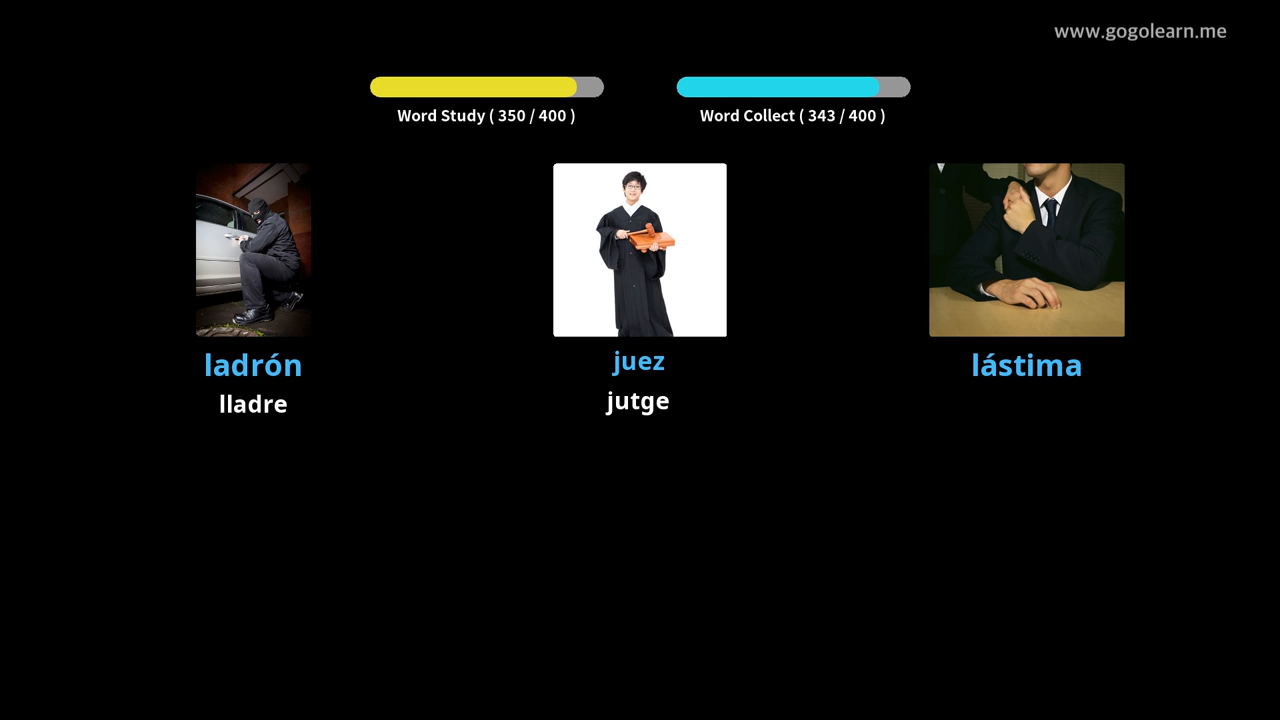 www.gogolearn.me
Word Study ( 350 / 400 )
Word Collect ( 343 / 400 )
ladrón
lladre
juez
jutge
lástima